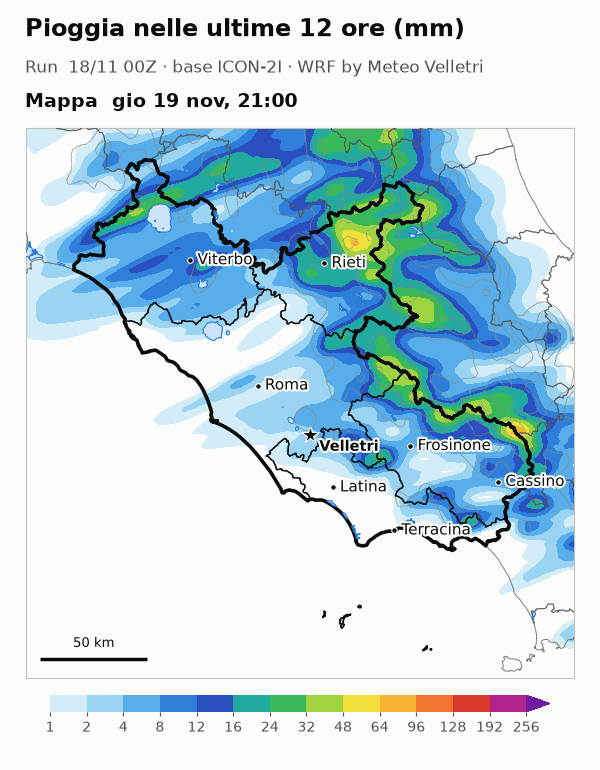 Pioggia nelle ultime 12 ore (mm)
Run  18/11 00Z · base ICON-2I · WRF by Meteo Velletri
Mappa  gio 19 nov, 21:00
Viterbo
Rieti
Roma
Velletri
Frosinone
Latina
Cassino
Terracina
50 km
1 2 4 8 12 16 24 32 48 64 96 128 192 256